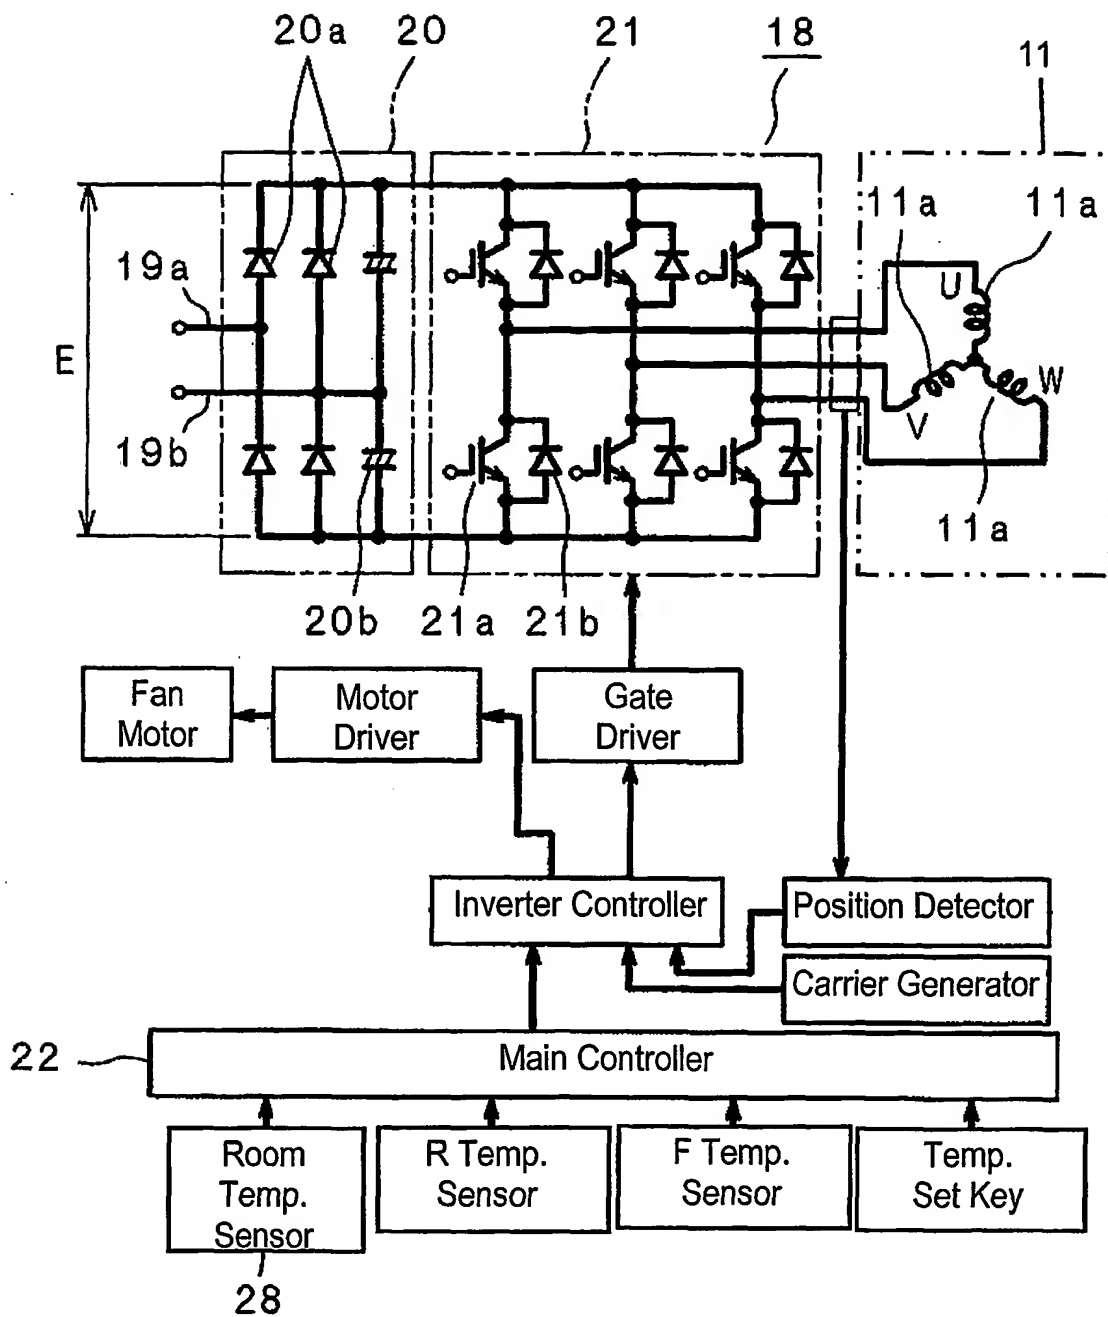 20a
20
21
18
11
11a
11a
19a
U
E
W
19b
V
11a
20b
21a
21b
Fan
Motor
Motor
Driver
Gate
Driver
Inverter Controller
Position Detector
Carrier Generator
22
Main Controller
Room
Temp.
Sensor
R Temp.
Sensor
F Temp.
Sensor
Temp.
Set Key
28